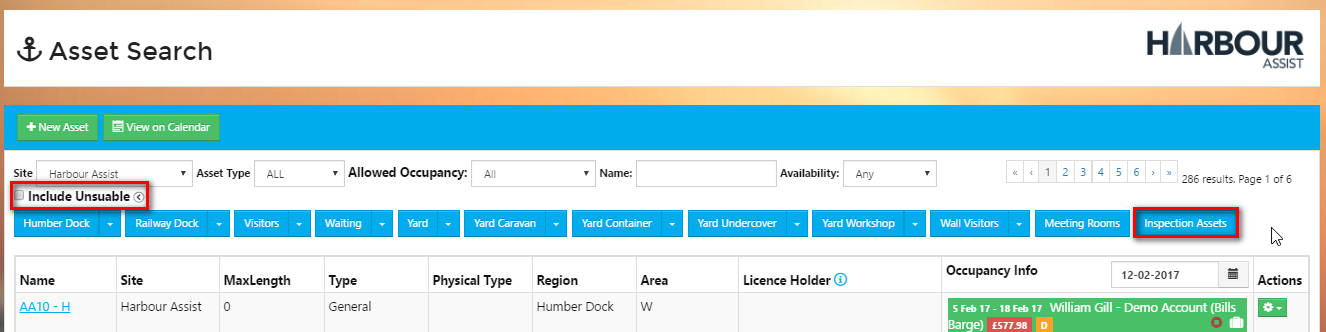 Asset Search
HARBOUR
ASSIST
New Asset View on Calendar
Site Harbour Assist Asset Type ALL Allowed Occupancy: All Name: Availability: Any « ‹ 1 2 3 4 5 6 › » 286 results. Page 1 of 6
Include Unsuable
Humber Dock Railway Dock Visitors Waiting Yard Yard Caravan Yard Container Yard Undercover Yard Workshop Wall Visitors Meeting Rooms Inspection Assets
Name Site MaxLength Type Physical Type Region Area Licence Holder Occupancy Info 12-02-2017 Actions
AA10 - H Harbour Assist 0 General Humber Dock W 5 Feb 17 - 18 Feb 17 William Gill - Demo Account (Bills
Barge) £577.98 D